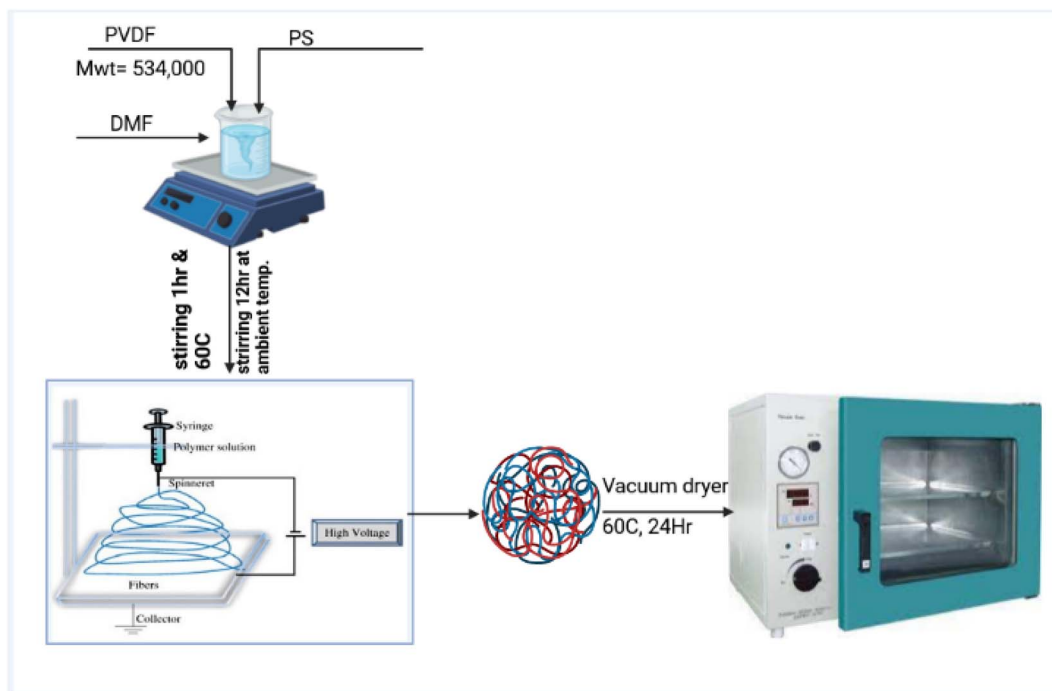 PVDF
PS
Mwt= 534,000
DMF
stirring 1hr &
60C
strirring 12hr at
ambient temp.
Syringe
Polymer solution
Spinneret
High Voltage
Fibers
Collector
Vacuum dryer
60C, 24Hr